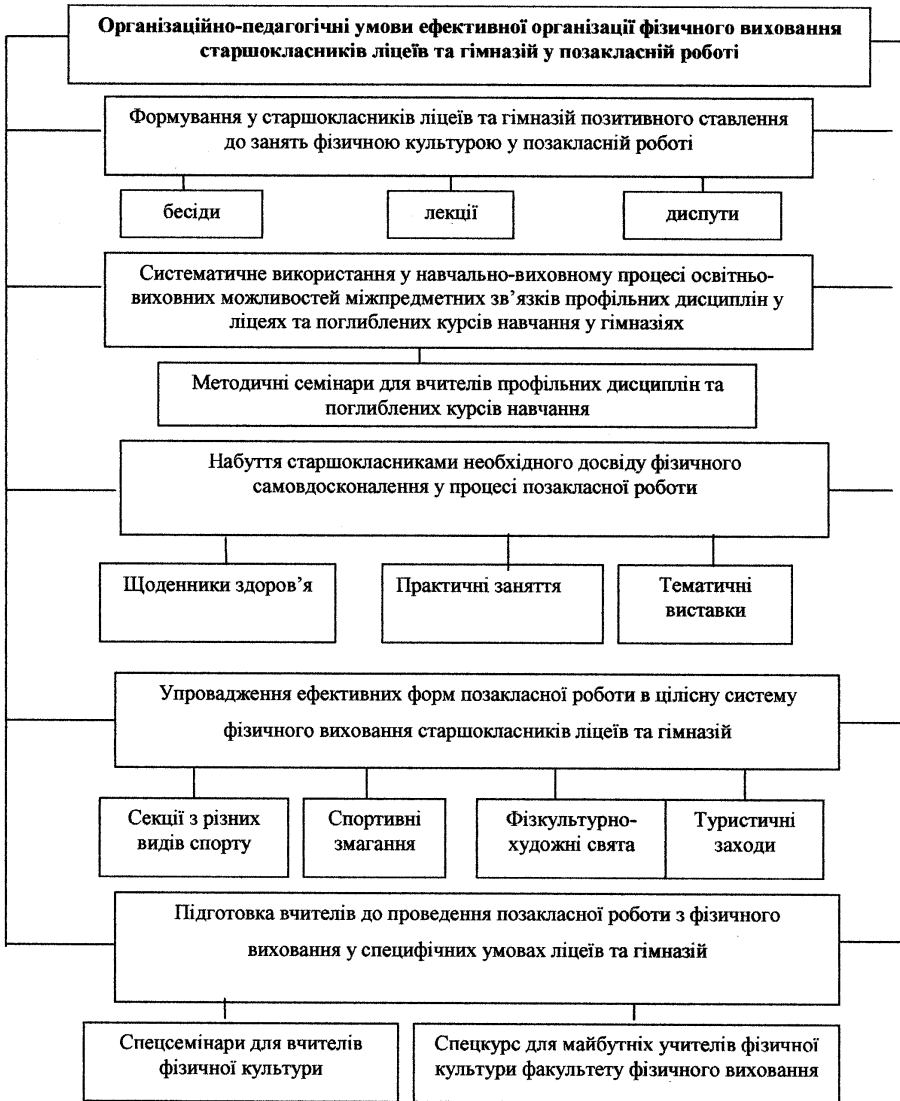 Організаційно-педагогічні умови ефективної організації фізичного виховання
старшокласників ліцеїв та гімназій у позакласній роботі
Формування у старшокласників ліцеїв та гімназій позитивного ставлення
до занять фізичною культурою у позакласній роботі
бесіди
лекції
диспути
Систематичне використання у навчально-виховному процесі освітньо-
виховних можливостей міжпредметних зв’язків профільних дисциплін у
ліцеях та поглиблених курсів навчання у гімназіях
Методичні семінари для вчителів профільних дисциплін та
поглиблених курсів навчання
Набуття старшокласниками необхідного досвіду фізичного
самовдосконалення у процесі позакласної роботи
Щоденники здоров’я
Практичні заняття
Тематичні
виставки
Упровадження ефективних форм позакласної роботи в цілісну систему
фізичного виховання старшокласників ліцеїв та гімназій
Секції з різних
видів спорту
Спортивні
змагання
Фізкультурно-
художні свята
Туристичні
заходи
Підготовка вчителів до проведення позакласної роботи з фізичного
виховання у специфічних умовах ліцеїв та гімназій
Спецсемінари для вчителів
фізичної культури
Спецкурс для майбутніх учителів фізичної
культури факультету фізичного виховання